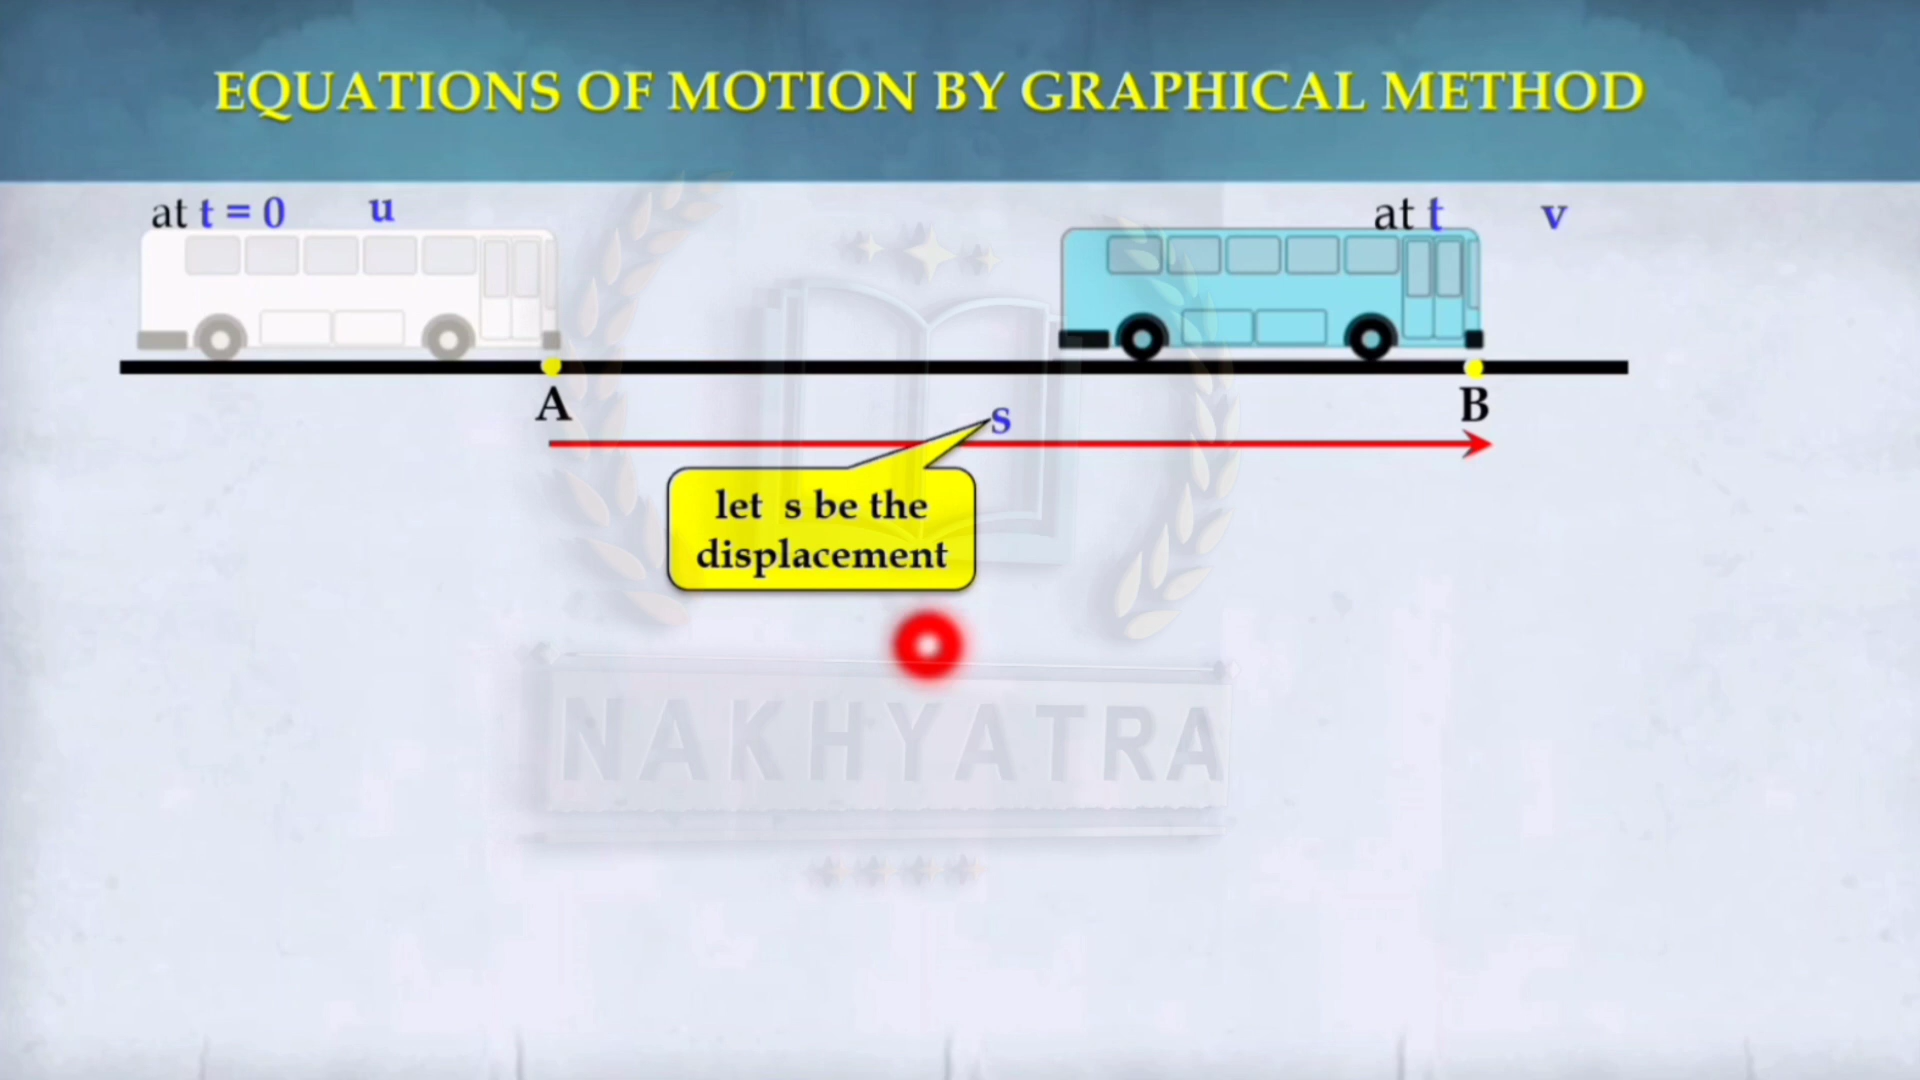 EQUATIONS OF MOTION BY GRAPHICAL METHOD
at t = 0 u
at t v
A
B
s
let s be the
displacement
NAKHYATRA